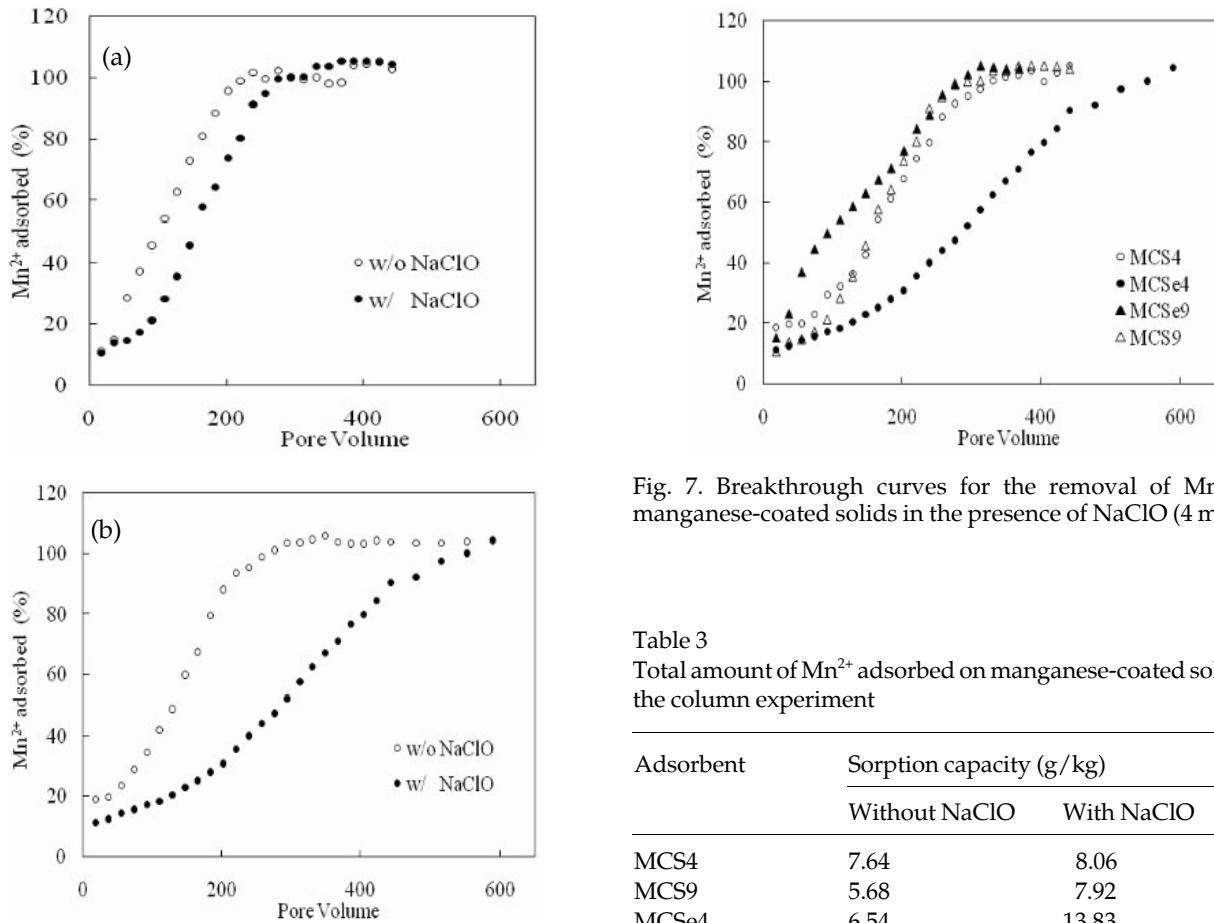 120
100
80
60
40
20
0
Mn²⁺ adsorbed (%)
(a)
w/o NaClO
w/ NaClO
0 200 400 600
Pore Volume
120
100
80
60
40
20
0
Mn²⁺ adsorbed (%)
(b)
w/o NaClO
w/ NaClO
0 200 400 600
Pore Volume
120
100
80
60
40
20
0
Mn²⁺ adsorbed (%)
MCS4
MCSe4
MCSe9
MCS9
0 200 400 600
Pore Volume
Fig. 7. Breakthrough curves for the removal of Mn
manganese-coated solids in the presence of NaClO (4 m
Table 3
Total amount of Mn²⁺ adsorbed on manganese-coated sol
the column experiment
Adsorbent Sorption capacity (g/kg)
Without NaClO With NaClO
MCS4 7.64 8.06
MCS9 5.68 7.92
MCSe4 6.54 13.83